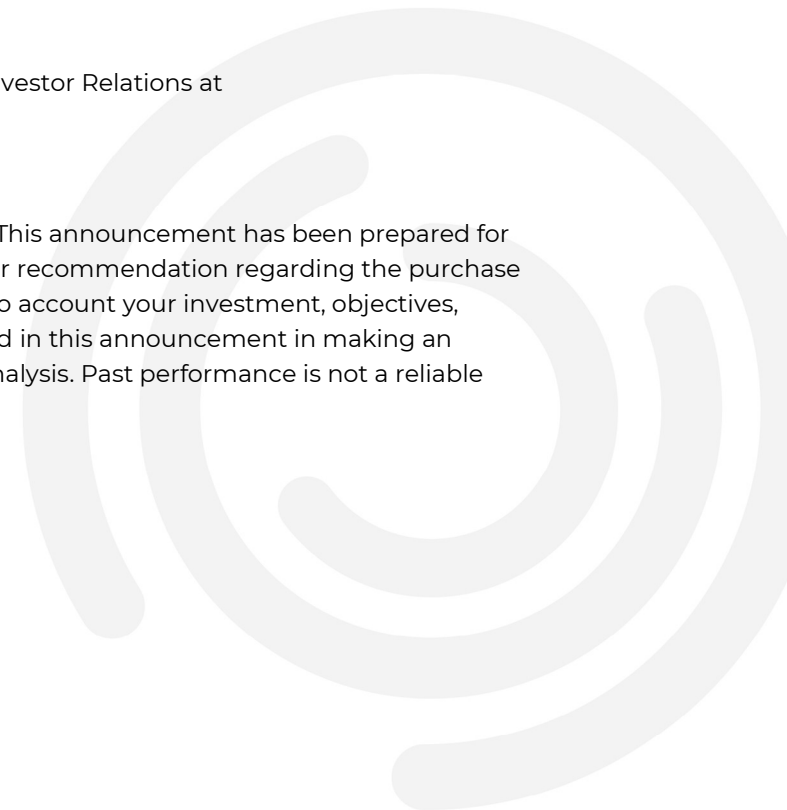 vestor Relations at
This announcement has been prepared for
r recommendation regarding the purchase
o account your investment, objectives,
d in this announcement in making an
nalysis. Past performance is not a reliable